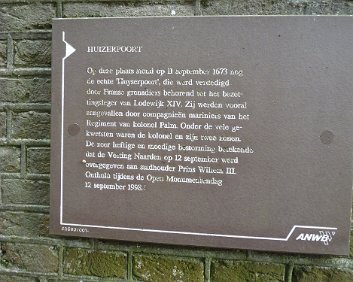 HUIZERPOORT
Op deze plaats stond op 11 september 1673 nog
de echte 'Huyserpoort', die werd verdedigd
door Franse grenadiers behorend tot het bezet-
tingsleger van Lodewijk XIV. Zij werden vooral
aangevallen door compagnieën mariniers van het
Regiment van kolonel Palm. Onder de vele ge-
kwetsten waren de kolonel en zijn twee zonen.
De zeer heftige en moedige bestorming betekende
dat de Vesting Naarden op 12 september werd
overgegeven aan stadhouder Prins Willem III.
Onthuld tijdens de Open Monumentendag
12 september 1998.
ANWB